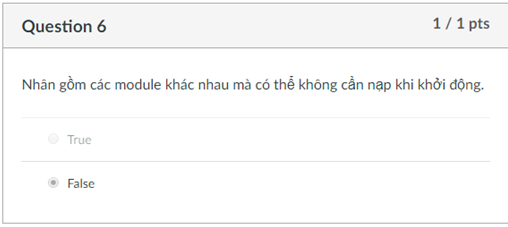 Question 6
1 / 1 pts
Nhân gồm các module khác nhau mà có thể không cần nạp khi khởi động.
True
False